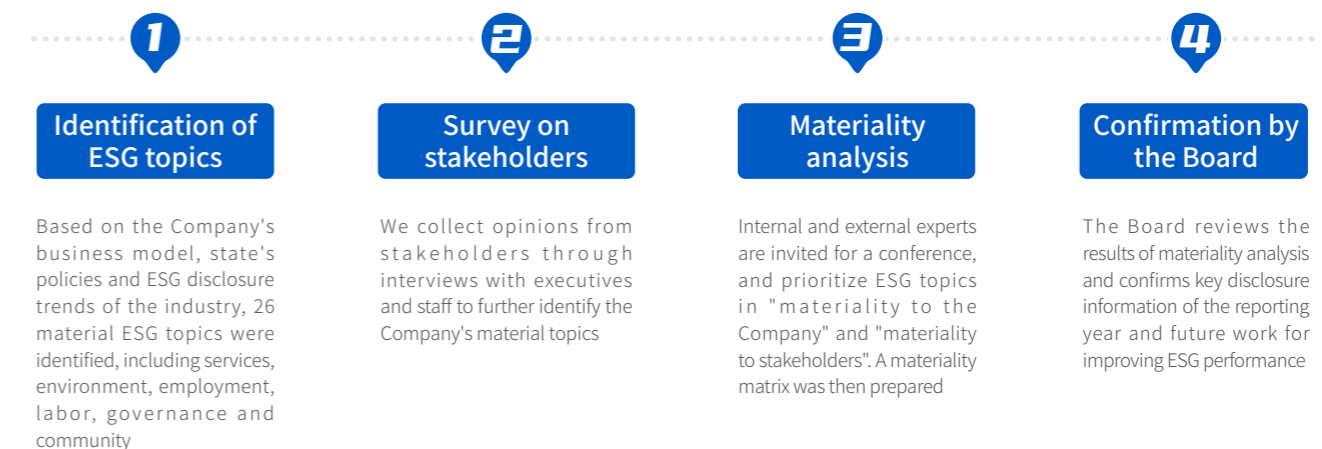 1
Identification of
ESG topics
Based on the Company's
business model, state's
policies and ESG disclosure
trends of the industry, 26
material ESG topics were
identified, including services,
environment, employment,
labor, governance and
community
2
Survey on
stakeholders
We collect opinions from
stakeholders through
interviews with executives
and staff to further identify the
Company's material topics
3
Materiality
analysis
Internal and external experts
are invited for a conference,
and prioritize ESG topics
in "materiality to the
Company" and "materiality
to stakeholders". A materiality
matrix was then prepared
4
Confirmation by
the Board
The Board reviews the
results of materiality analysis
and confirms key disclosure
information of the reporting
year and future work for
improving ESG performance